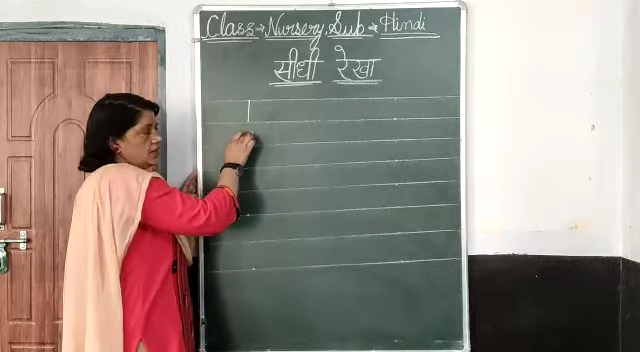 Class → Nursery Sub → Hindi
सीधी रेखा